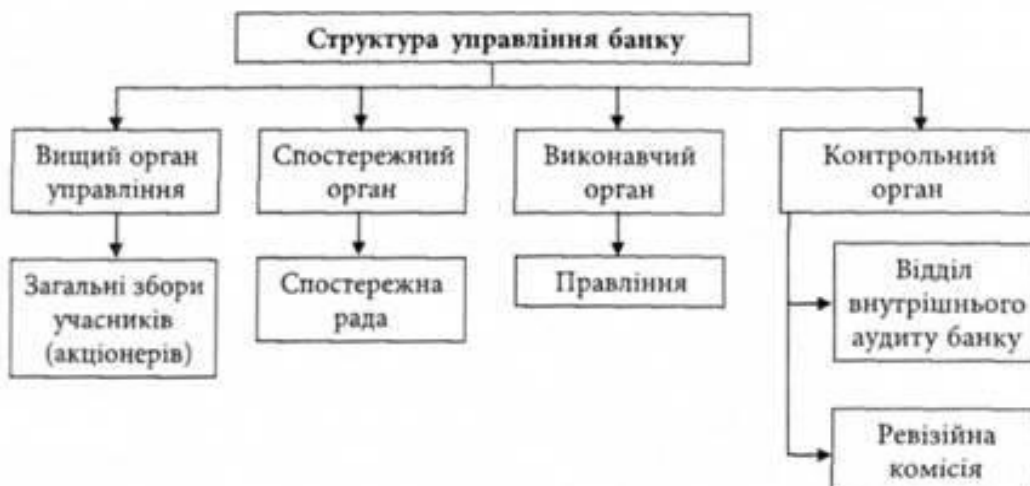 Структура управління банку
Вищий орган
управління
Спостережний
орган
Виконавчий
орган
Контрольний
орган
Загальні збори
учасників
(акціонерів)
Спостережна
рада
Правління
Відділ
внутрішнього
аудиту банку
Ревізійна
комісія